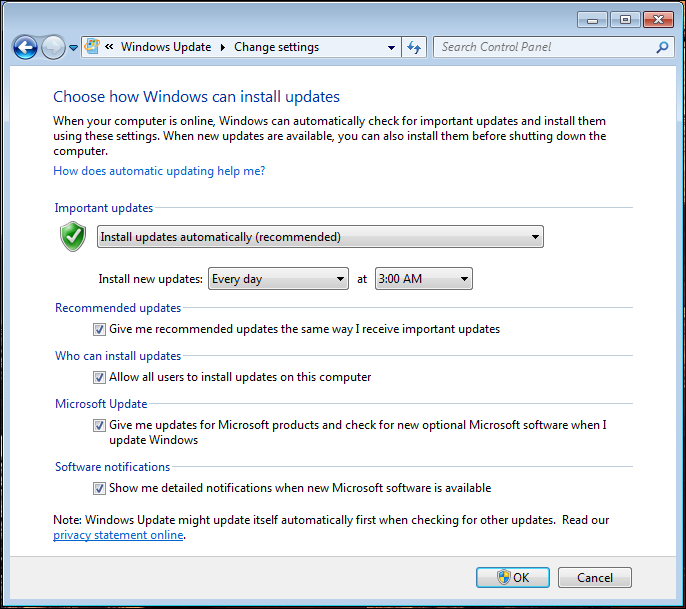 « Windows Update ▸ Change settings
Search Control Panel
Choose how Windows can install updates
When your computer is online, Windows can automatically check for important updates and install them
using these settings. When new updates are available, you can also install them before shutting down the
computer.
How does automatic updating help me?
Important updates
Install updates automatically (recommended)
Install new updates: Every day at 3:00 AM
Recommended updates
Give me recommended updates the same way I receive important updates
Who can install updates
Allow all users to install updates on this computer
Microsoft Update
Give me updates for Microsoft products and check for new optional Microsoft software when I
update Windows
Software notifications
Show me detailed notifications when new Microsoft software is available
Note: Windows Update might update itself automatically first when checking for other updates. Read our
privacy statement online.
OK Cancel